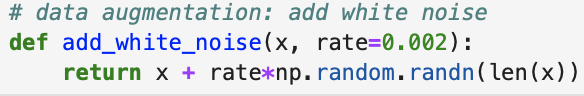 # data augmentation: add white noise
def add_white_noise(x, rate=0.002):
    return x + rate*np.random.randn(len(x))